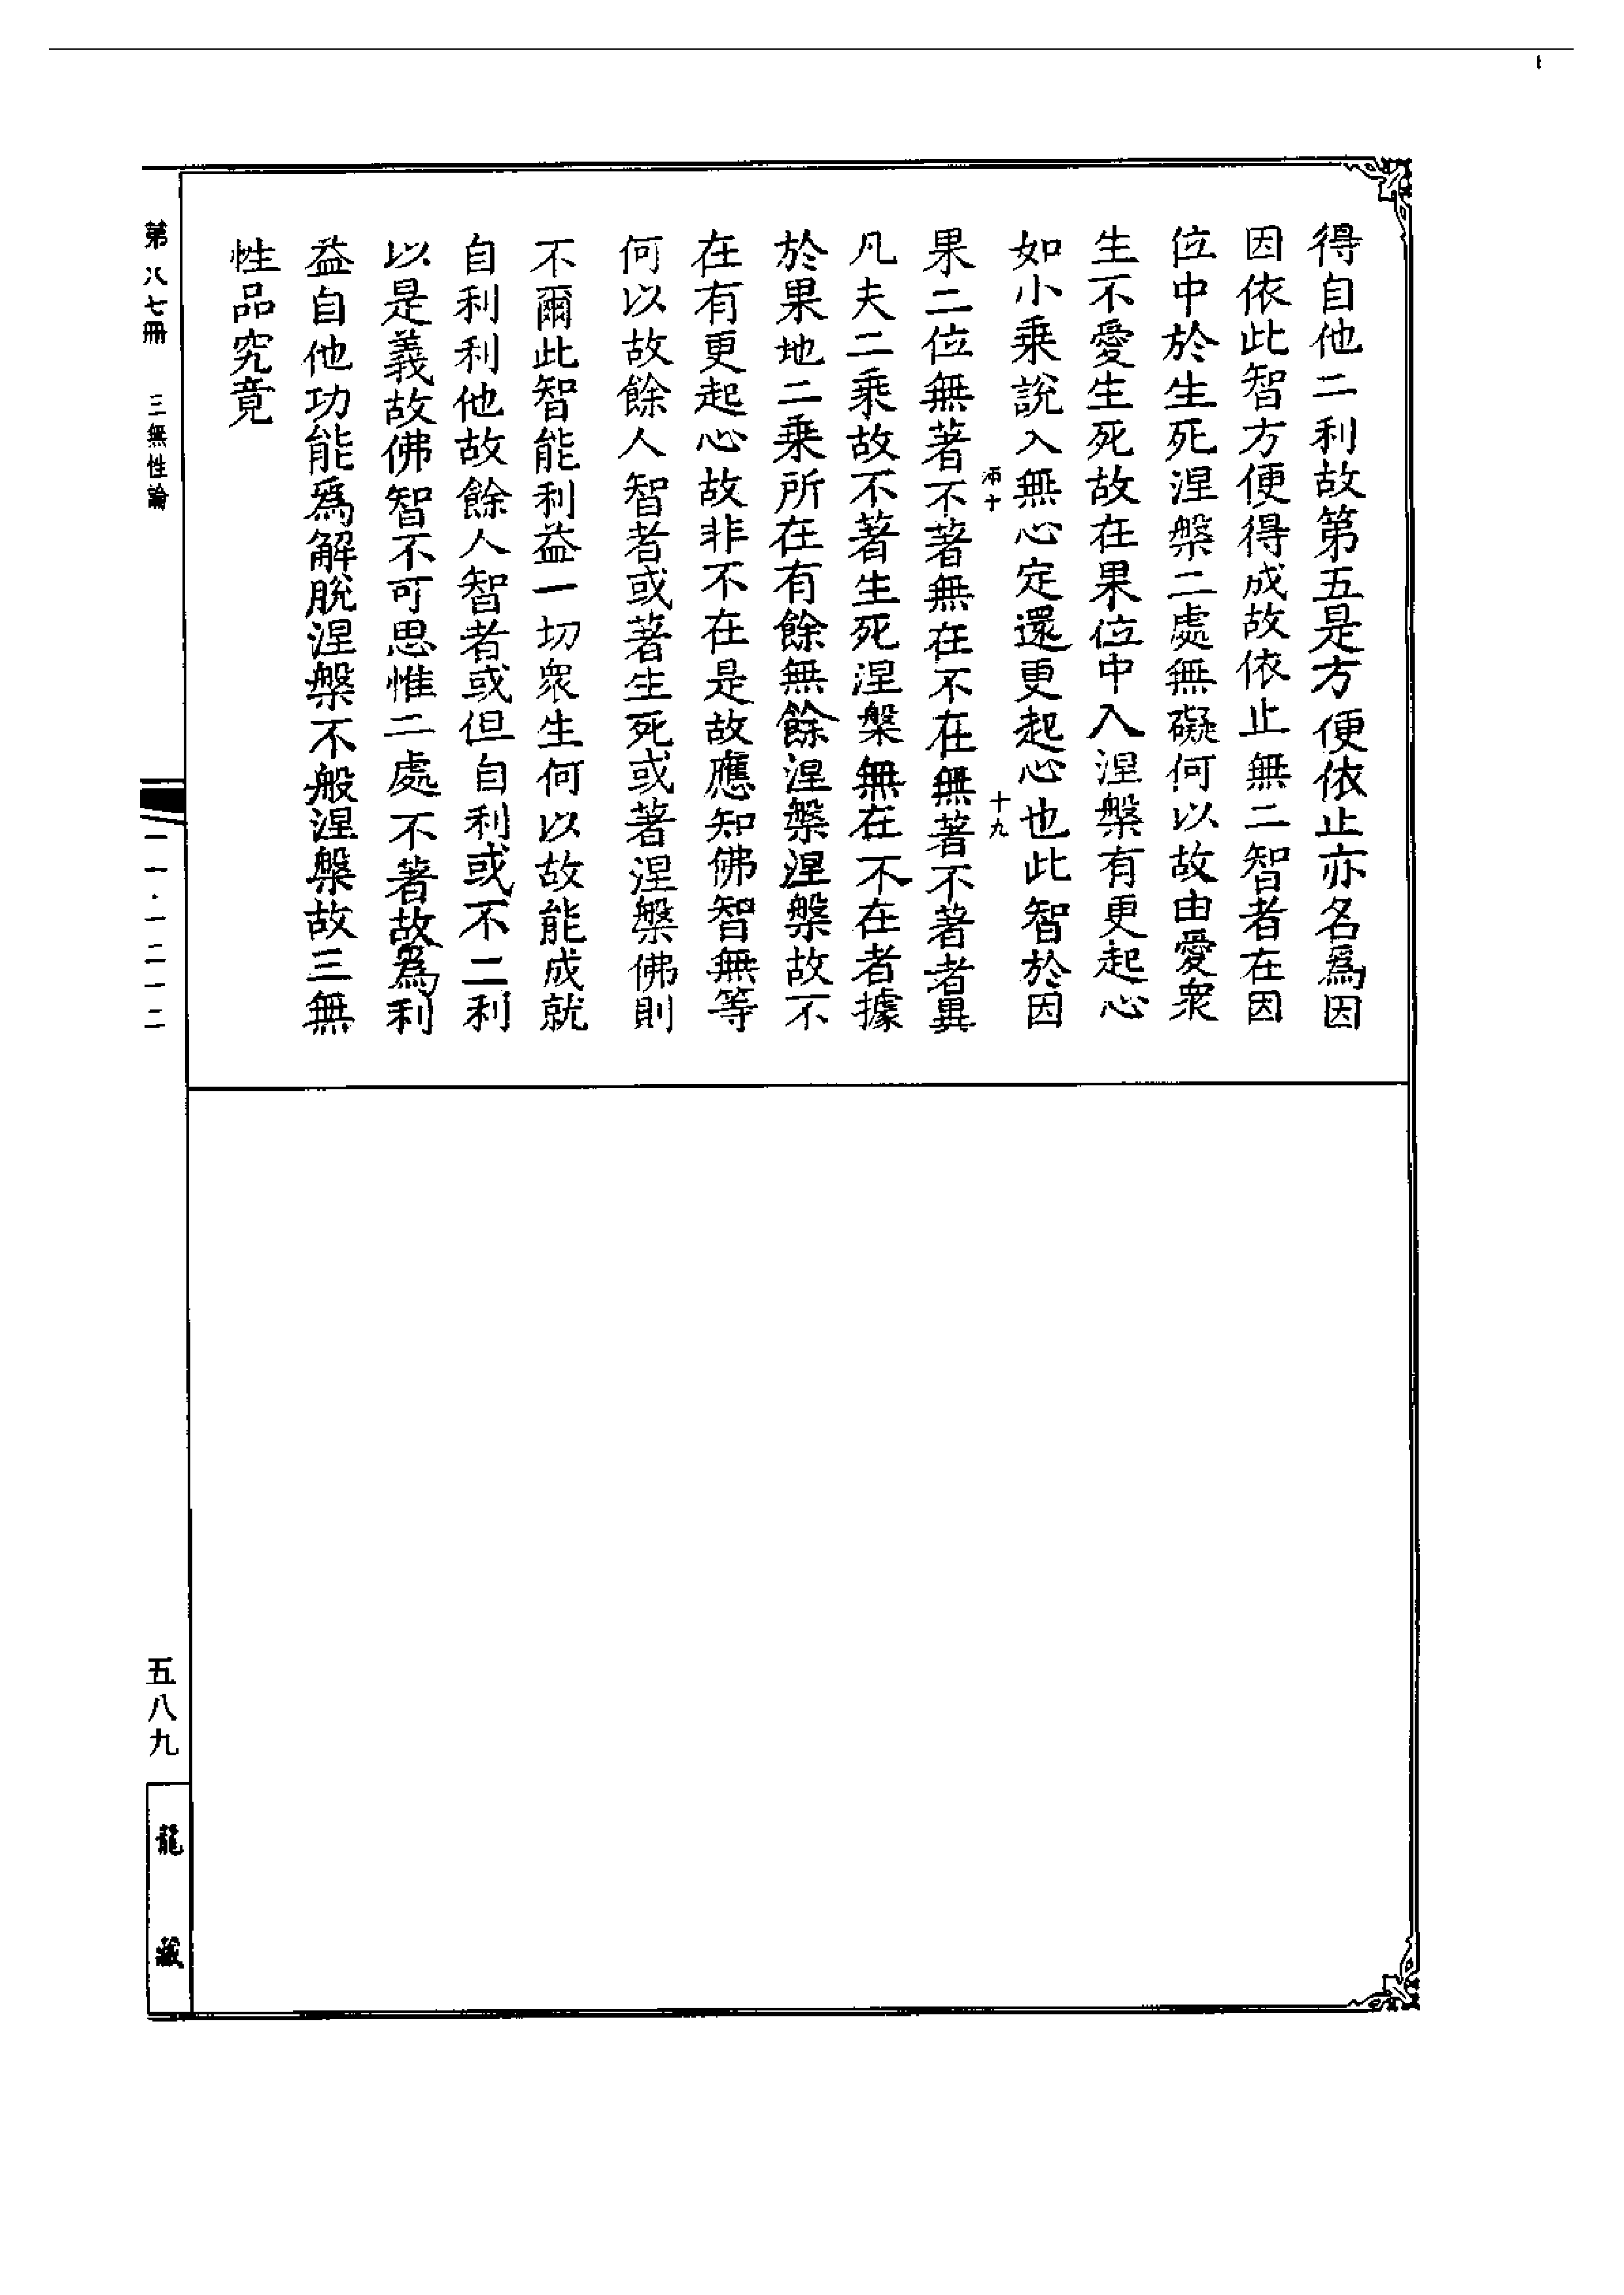 得自他二利故第五是方便依止亦名爲因
因依此智方便得成故依止無二智者在因
位中於生死涅槃二處無礙何以故由愛衆
生不愛生死故在果位中入涅槃有更起心
如小乘說入無心定還更起心也此智於因
十
十九
果二位無著不著無在不在無著不著者異
凡夫二乘故不著生死涅槃無在不在者據
於果地二乘所在有餘無餘涅槃涅槃故不
在有更起心故非不在是故應知佛智無等
何以故餘人智者或著生死或著涅槃佛則
不爾此智能利益一切衆生何以故能成就
自利利他故餘人智者或但自利或不二利
以是義故佛智不可思惟二處不著故爲利
益自他功能爲解脫涅槃不般涅槃故三無
性品究竟
第八七冊 三無性論
一一·一二一二
五八九
龍藏